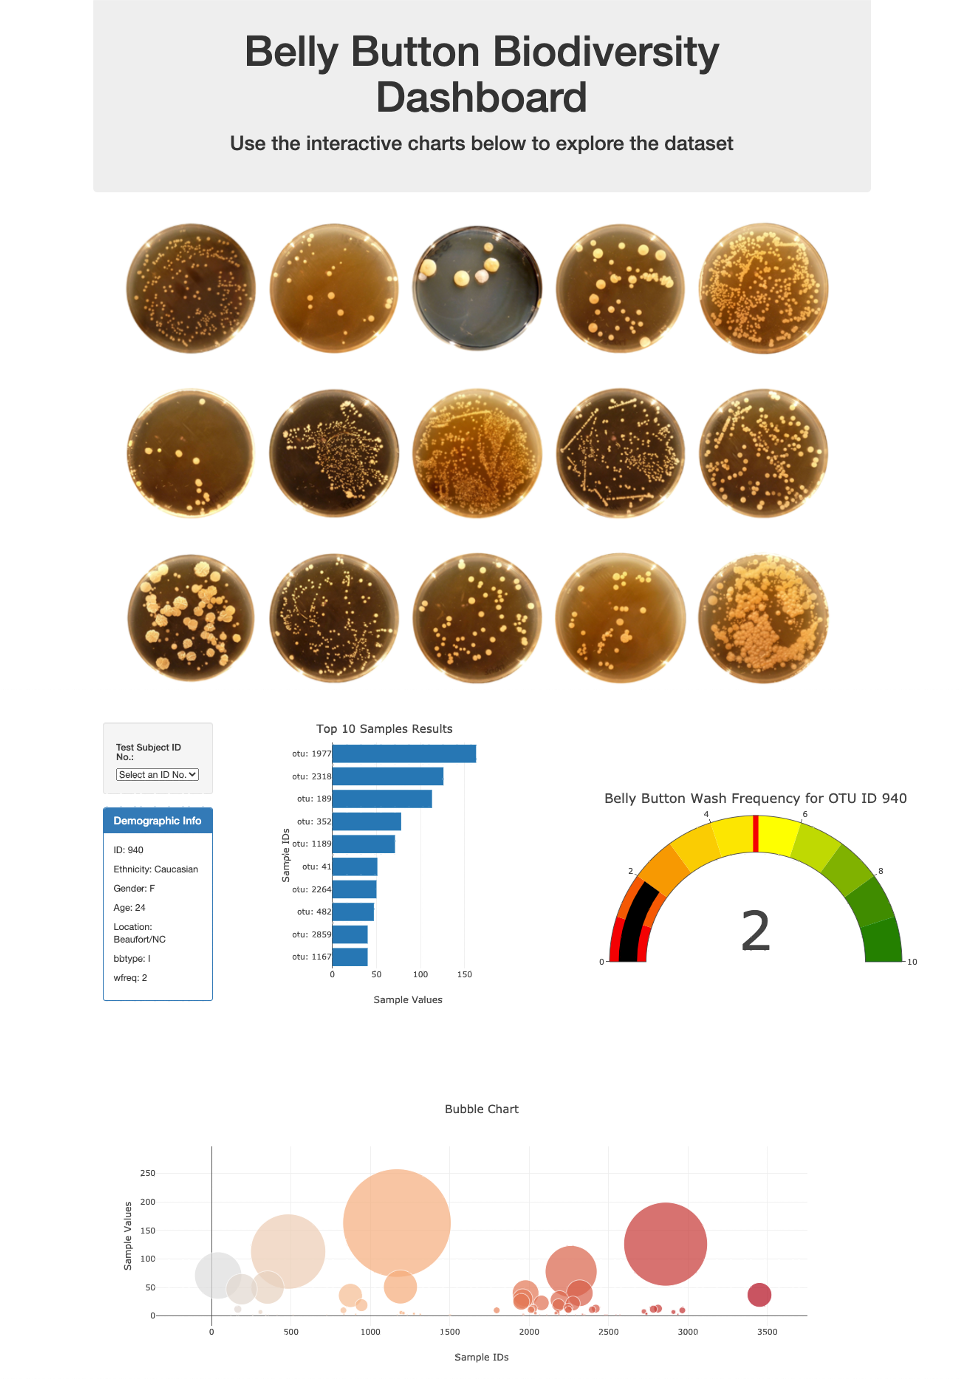 Belly Button Biodiversity
Dashboard
Use the interactive charts below to explore the dataset
Test Subject ID
No.:
Select an ID No.
Demographic Info
ID: 940
Ethnicity: Caucasian
Gender: F
Age: 24
Location:
Beaufort/NC
bbtype: I
wfreq: 2
Top 10 Samples Results
Sample IDs
otu: 1977
otu: 2318
otu: 189
otu: 352
otu: 1189
otu: 41
otu: 2264
otu: 482
otu: 2859
otu: 1167
0 50 100 150
Sample Values
Belly Button Wash Frequency for OTU ID 940
0 2 4 6 8 10
2
Bubble Chart
Sample Values
250
200
150
100
50
0
0 500 1000 1500 2000 2500 3000 3500
Sample IDs